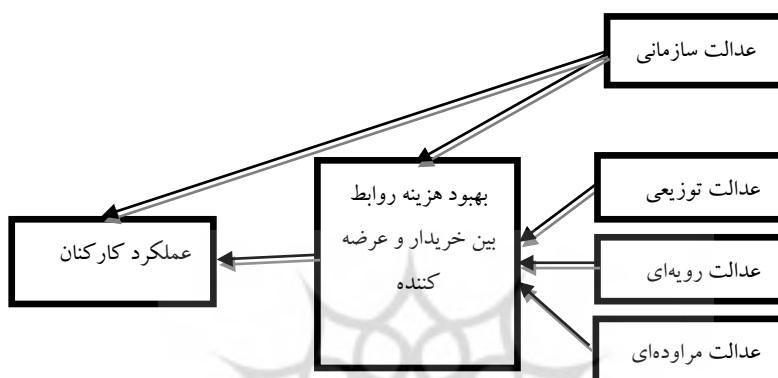 عدالت سازمانی
عدالت توزیعی
عدالت رویه‌ای
عدالت مراوده‌ای
بهبود هزینه روابط
بین خریدار و عرضه
کننده
عملکرد کارکنان